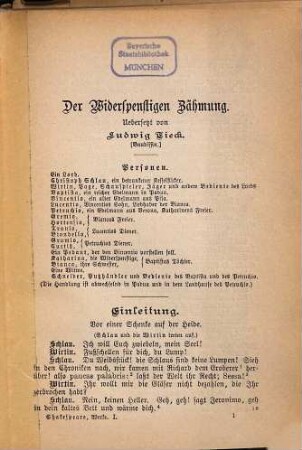 Bayerische
Staatsbibliothek
MÜNCHEN
Der Widerspenstigen Zähmung.
Uebersetzt von
Ludwig Tieck.
[Baudissin.]
Personen.
Ein Lord.
Christoph Schlau, ein betrunkener Kesselflicker.
Wirtin, Page, Schauspieler, Jäger und andere Bediente des Lords
Baptista, ein reicher Edelmann in Padua.
Vincentio, ein alter Edelmann aus Pisa.
Lucentio, Vincentios Sohn, Liebhaber der Bianca.
Petruchio, ein Edelmann aus Verona, Katharinens Freier.
Gremio,
Hortensio, Biancas Freier.
Tranio,
Biondello, Lucentios Diener.
Grumio,
Curtis, Petruchios Diener.
Ein Pedant, der den Vincentio vorstellen soll.
Katharina, die Widerspenstige,
Bianca, ihre Schwester, Baptistas Töchter.
Eine Witwe.
Schneider, Putzhändler und Bediente des Baptista und des Petruchio.
(Die Handlung ist abwechselnd in Padua und in dem Landhause des Petruchio.)
Einleitung.
Vor einer Schenke auf der Heide.
(Schlau und die Wirtin treten auf.)
Schlau. Ich will Euch zwiebeln, mein Seel!
Wirtin. Fußschellen für dich, du Lump!
Schlau. Du Weibsstück! die Schlaus sind keine Lumpen! Sieh
in den Chroniken nach, wir kamen mit Richard dem Eroberer! herüber!
also paucas palabris: laßt der Welt ihr Recht; Sessa!
Wirtin. Ihr wollt mir die Gläser nicht bezahlen, die Ihr
zerbrochen habt?
Schlau. Nein, keinen Heller. Geh, geh! sagt Jeronimo, geh
in dein kaltes Bett und wärme dich.
10
Shakespeare, Werke. I.
1